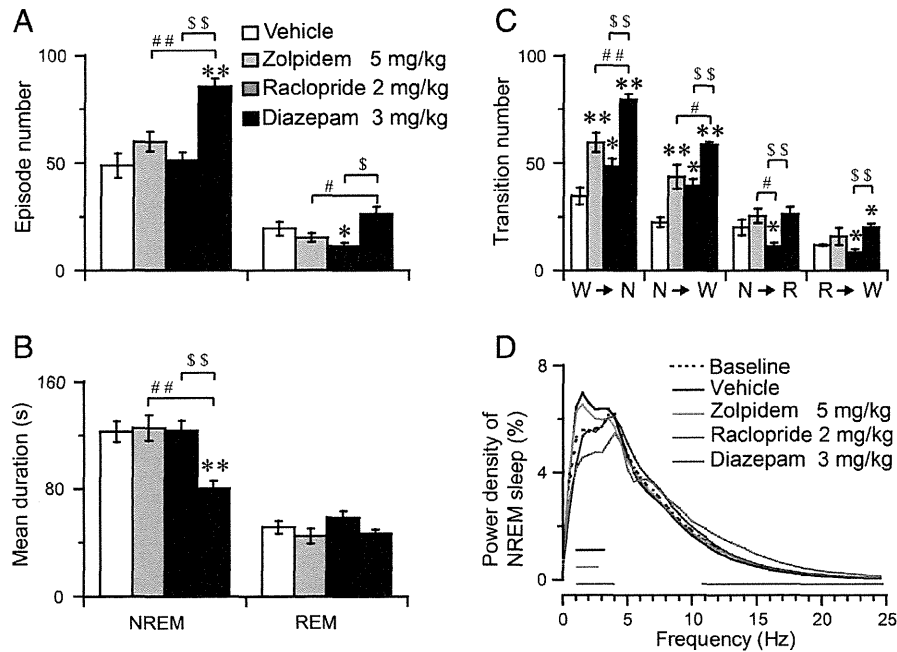 A
Episode number
100
50
0
## $$ **
# * $
Vehicle
Zolpidem 5 mg/kg
Raclopride 2 mg/kg
Diazepam 3 mg/kg
B
Mean duration (s)
160
80
0
## $$ **
NREM REM
C
Transition number
100
50
0
** ## * $$ **
** # * $$ **
# * $$
* $$ *
W → N N → W N → R R → W
D
Power density of
NREM sleep (%)
8
4
0
Baseline
Vehicle
Zolpidem 5 mg/kg
Raclopride 2 mg/kg
Diazepam 3 mg/kg
0 5 10 15 20 25
Frequency (Hz)